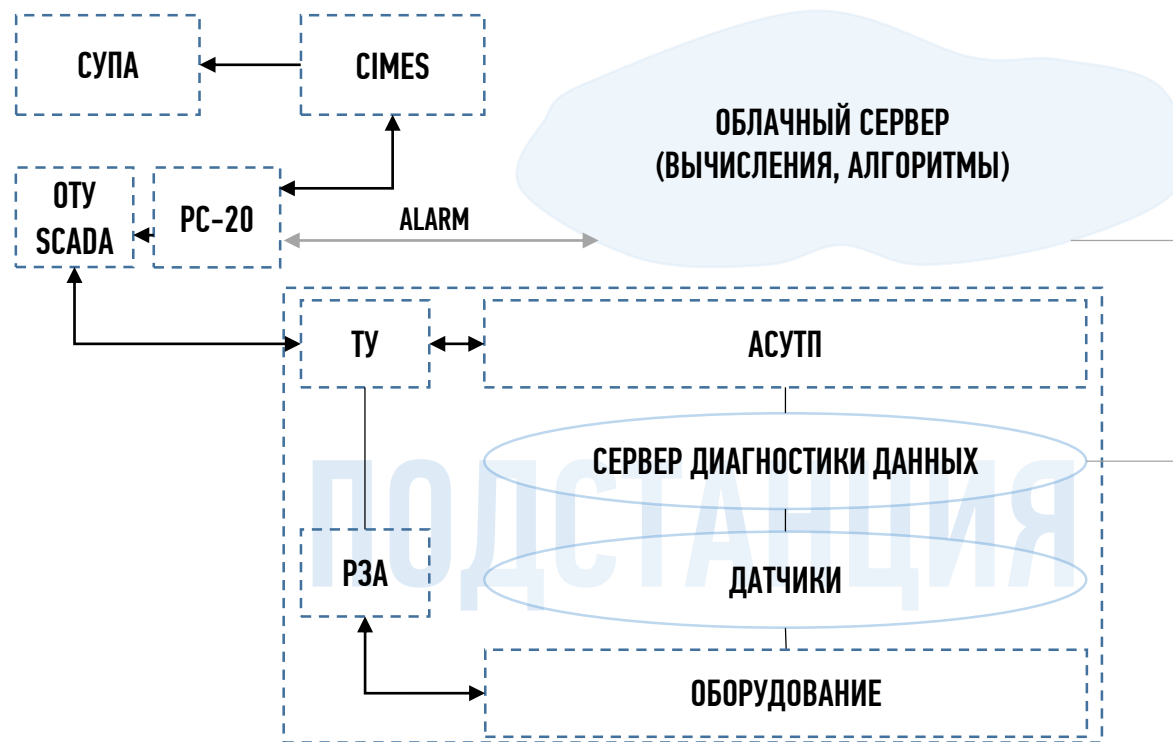 СУПА
CIMES
ОБЛАЧНЫЙ СЕРВЕР
(ВЫЧИСЛЕНИЯ, АЛГОРИТМЫ)
ОТУ
SCADA
РС-20
ALARM
ТУ
АСУТП
СЕРВЕР ДИАГНОСТИКИ ДАННЫХ
ПОДСТАНЦИЯ
РЗА
ДАТЧИКИ
ОБОРУДОВАНИЕ